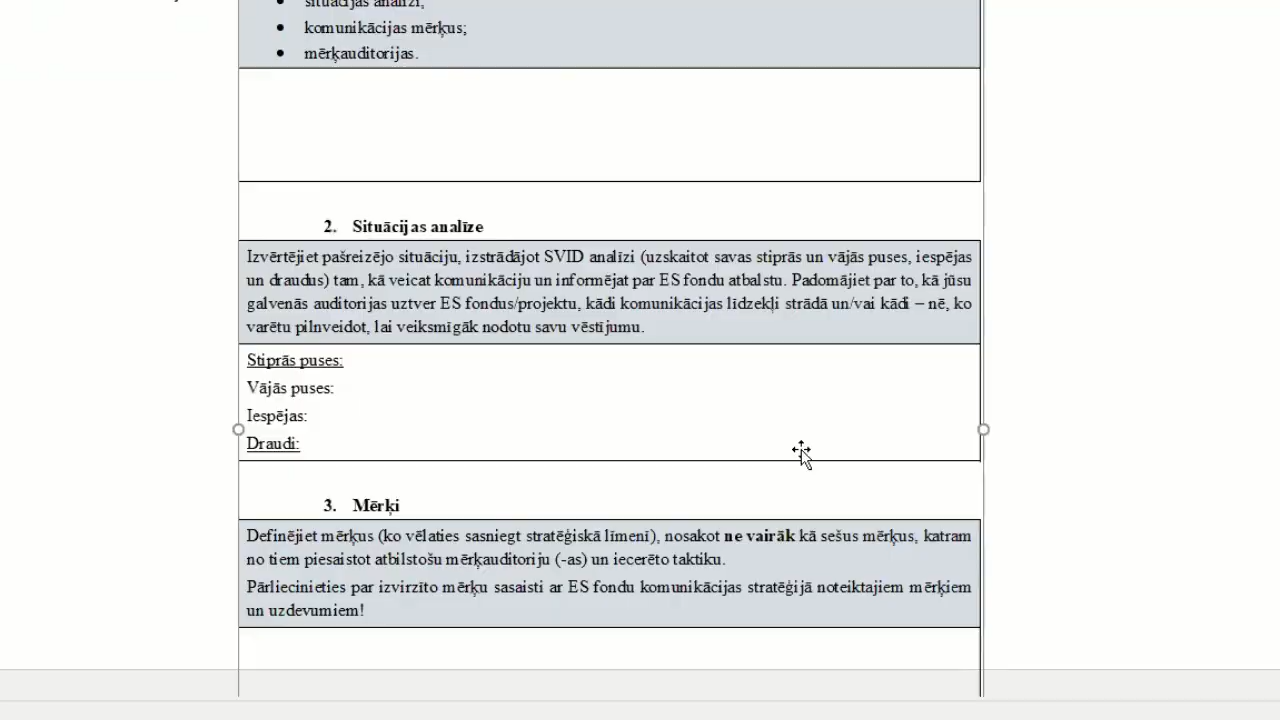 situācijas analīzi;
• komunikācijas mērķus;
• mērķauditorijas.
2. Situācijas analīze
Izvērtējiet pašreizējo situāciju, izstrādājot SVID analīzi (uzskaitot savas stiprās un vājās puses, iespējas
un draudus) tam, kā veicat komunikāciju un informējat par ES fondu atbalstu. Padomājiet par to, kā jūsu
galvenās auditorijas uztver ES fondus/projektu, kādi komunikācijas līdzekļi strādā un/vai kādi – nē, ko
varētu pilnveidot, lai veiksmīgāk nodotu savu vēstījumu.
Stiprās puses:
Vājās puses:
Iespējas:
Draudi:
3. Mērķi
Definējiet mērķus (ko vēlaties sasniegt stratēģiskā līmenī), nosakot ne vairāk kā sešus mērķus, katram
no tiem piesaistot atbilstošu mērķauditoriju (-as) un iecerēto taktiku.
Pārliecinieties par izvirzīto mērķu sasaisti ar ES fondu komunikācijas stratēģijā noteiktajiem mērķiem
un uzdevumiem!